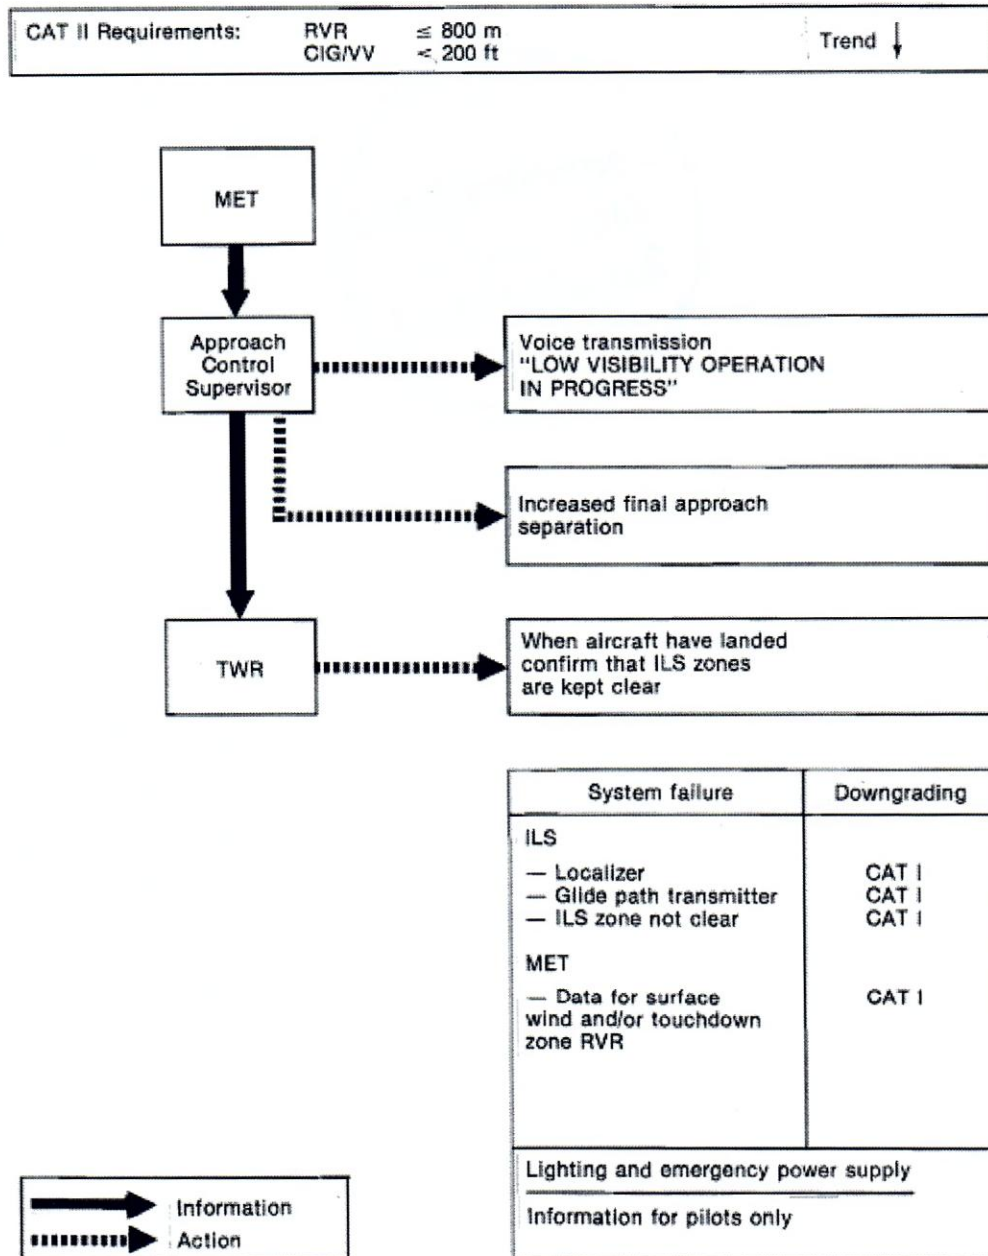 CAT II Requirements: RVR ≤ 800 m
CIG/VV < 200 ft
Trend ↓
MET
Approach
Control
Supervisor
Voice transmission
"LOW VISIBILITY OPERATION
IN PROGRESS"
Increased final approach
separation
TWR
When aircraft have landed
confirm that ILS zones
are kept clear
System failure Downgrading
ILS
— Localizer CAT I
— Glide path transmitter CAT I
— ILS zone not clear CAT I
MET
— Data for surface CAT I
wind and/or touchdown
zone RVR
Lighting and emergency power supply
Information for pilots only
Information
Action